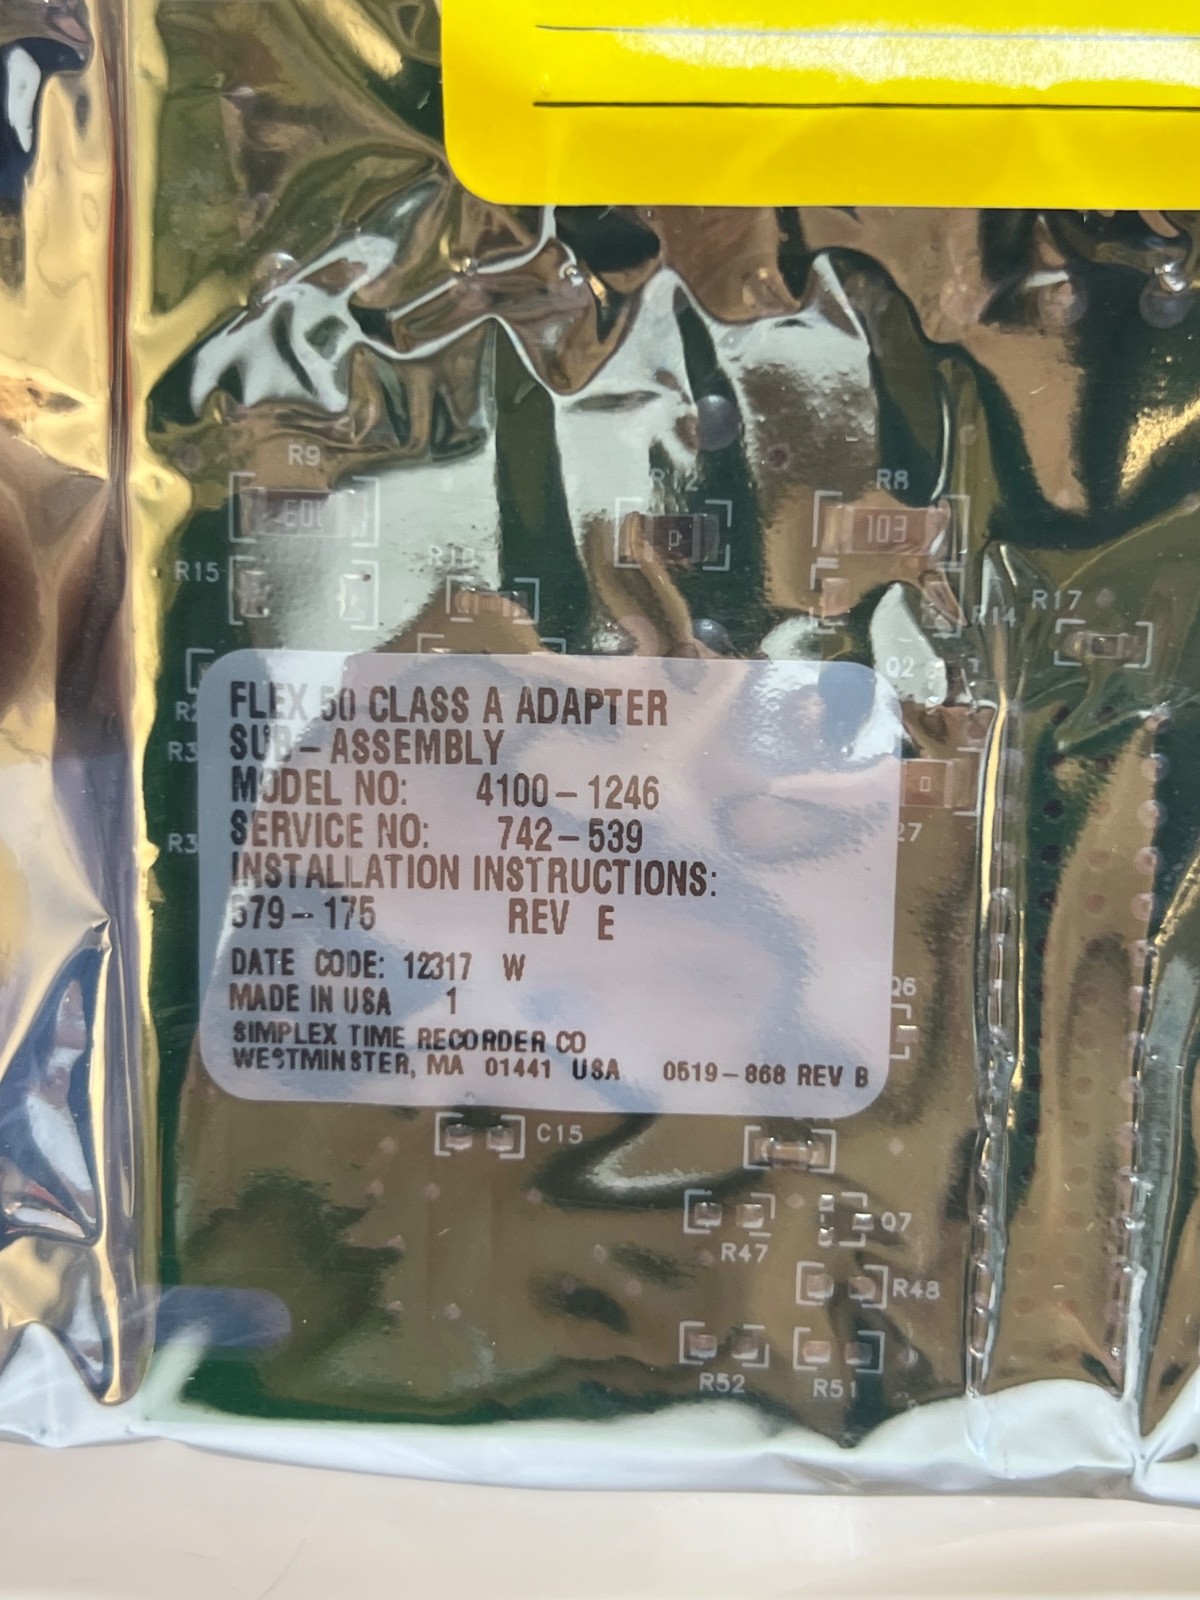 R9
R8
103
R15
R14
R17
Q2
FLEX 50 CLASS A ADAPTER
SUB-ASSEMBLY
MODEL NO: 4100-1246
SERVICE NO: 742-539
INSTALLATION INSTRUCTIONS:
579-175 REV E
DATE CODE: 12317 W
MADE IN USA 1
SIMPLEX TIME RECORDER CO
WESTMINSTER, MA 01441 USA 0519-868 REV B
Q6
C15
R47
Q7
R48
R52
R51